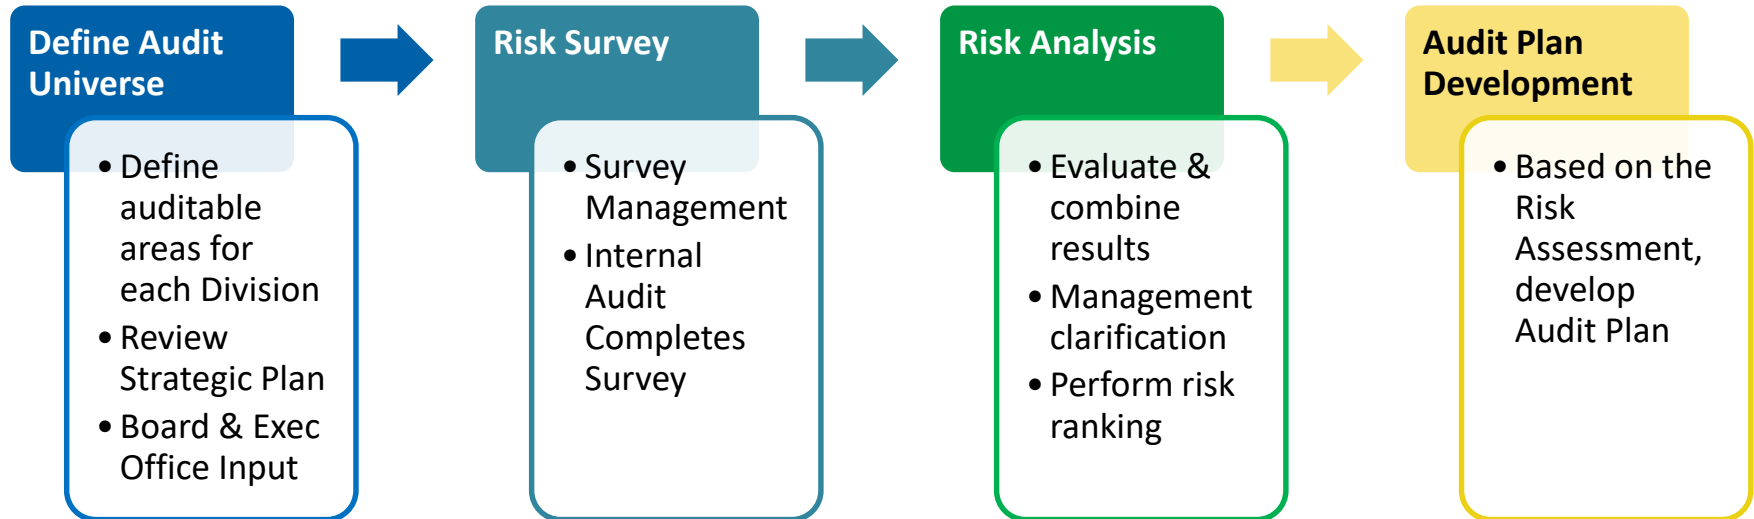 Define Audit
Universe
• Define
auditable
areas for
each Division
• Review
Strategic Plan
• Board & Exec
Office Input
Risk Survey
• Survey
Management
• Internal
Audit
Completes
Survey
Risk Analysis
• Evaluate &
combine
results
• Management
clarification
• Perform risk
ranking
Audit Plan
Development
• Based on the
Risk
Assessment,
develop
Audit Plan